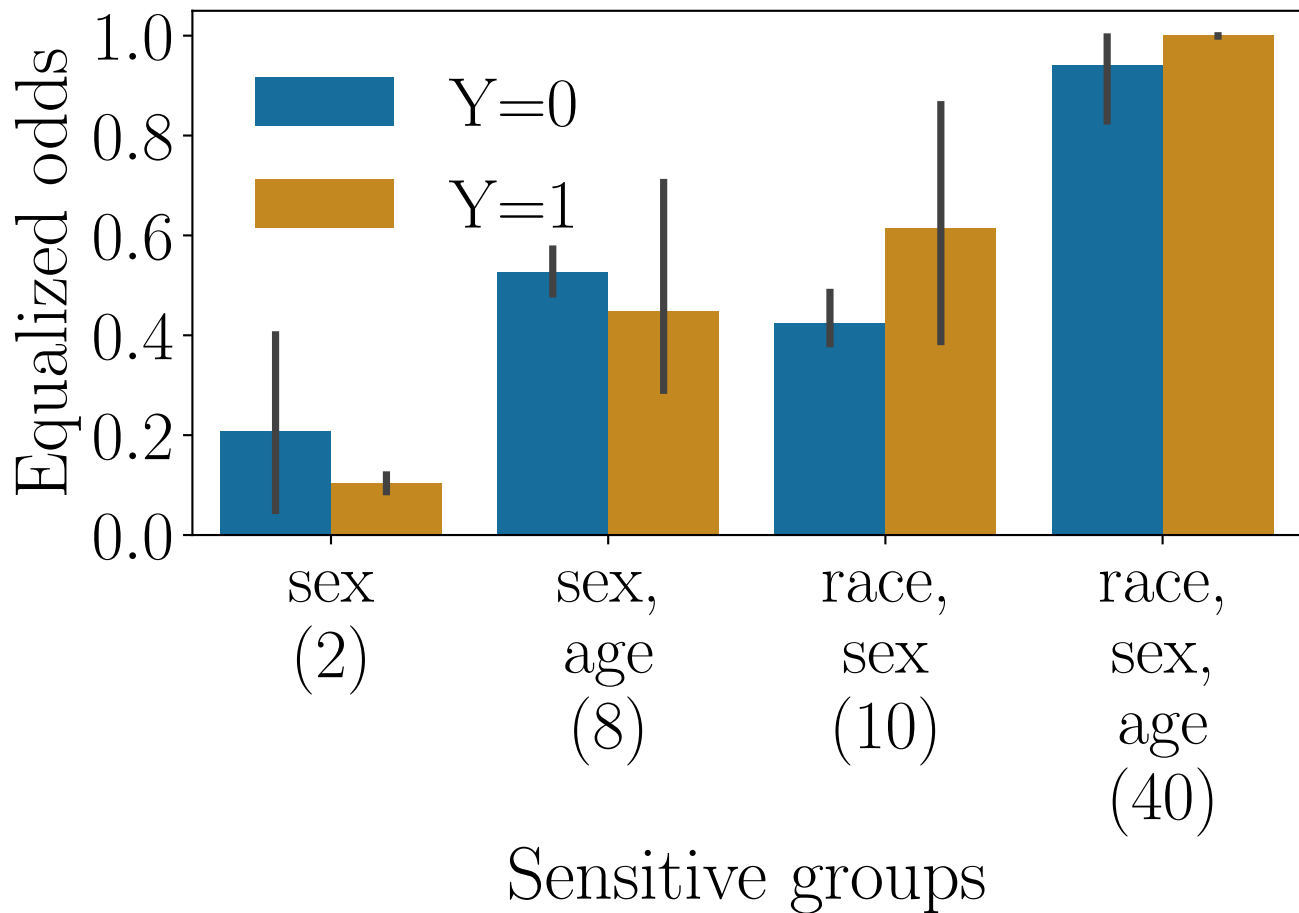 Equalized odds
1.0
0.8
0.6
0.4
0.2
0.0
Y=0
Y=1
sex
(2)
sex,
age
(8)
race,
sex
(10)
race,
sex,
age
(40)
Sensitive groups